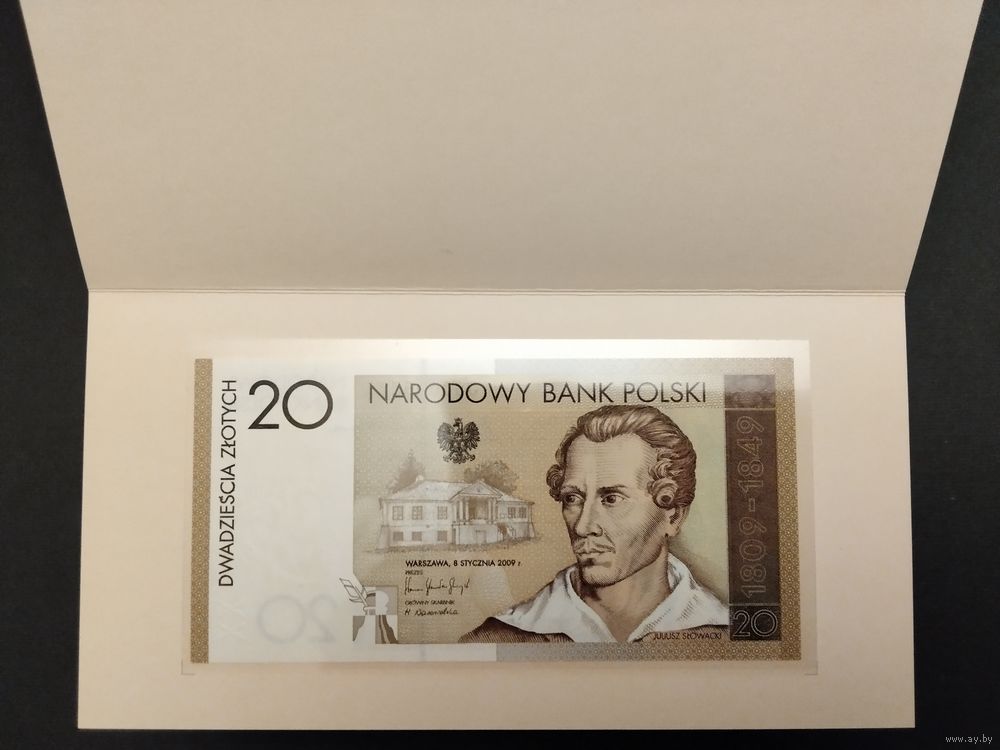 DWADZIEŚCIA ZŁOTYCH
20
NARODOWY BANK POLSKI
WARSZAWA, 8 STYCZNIA 2009 r.
PREZES
GŁÓWNY SKARBNIK
1809-1849
20
JULIUSZ SŁOWACKI
20
www.ay.by